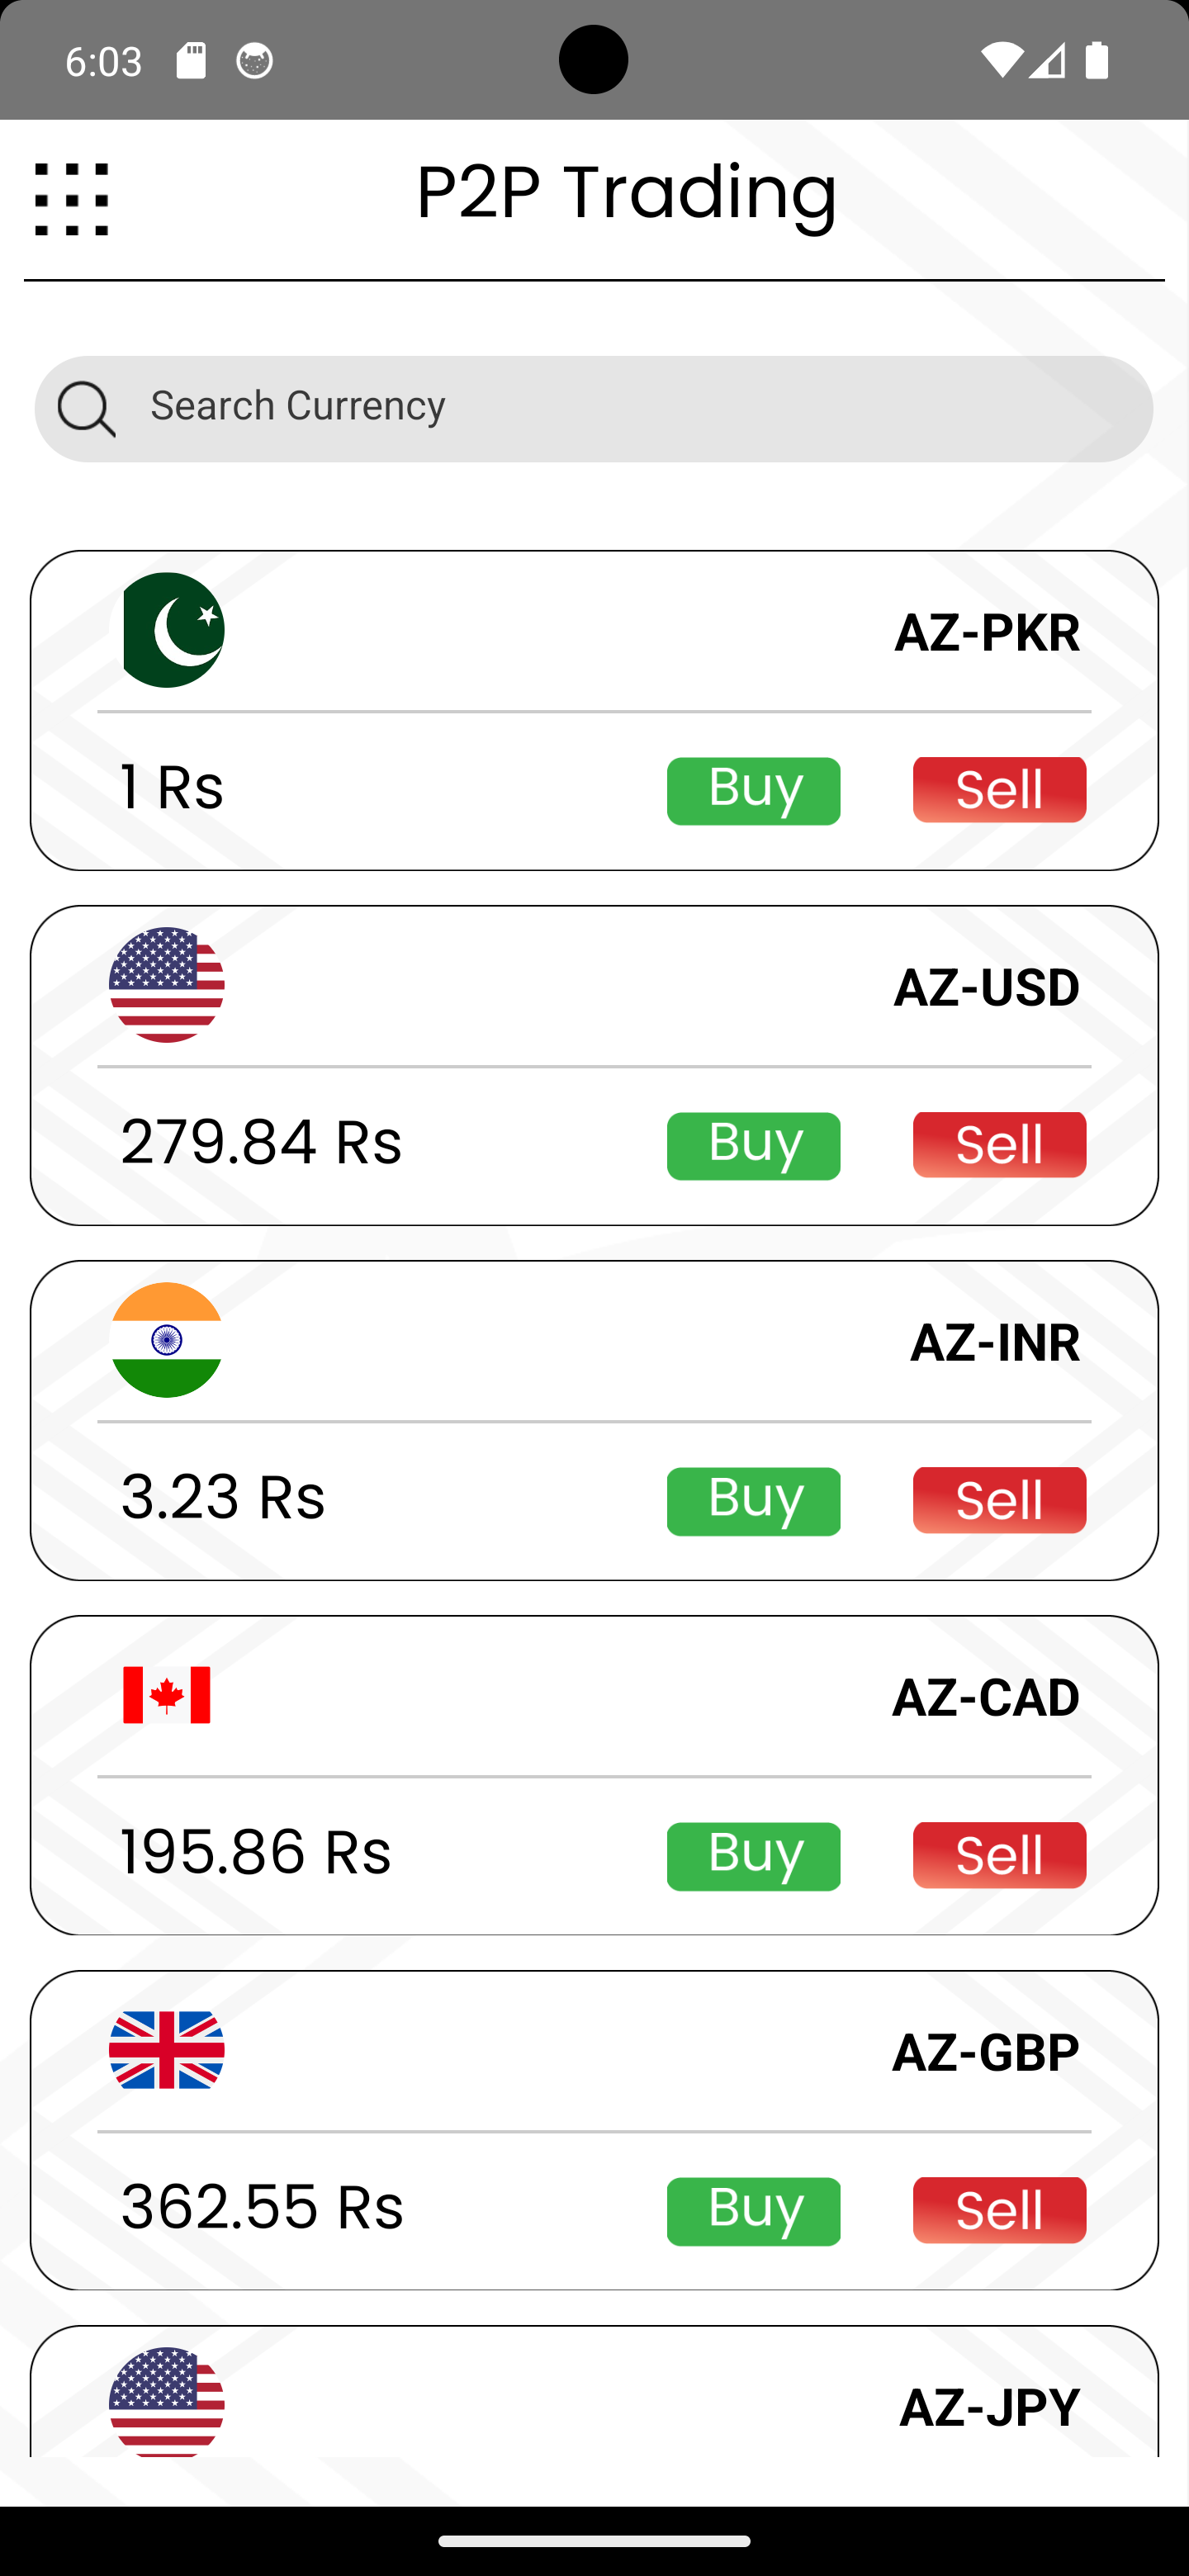 6:03
P2P Trading
Search Currency
AZ-PKR
1 Rs Buy Sell
AZ-USD
279.84 Rs Buy Sell
AZ-INR
3.23 Rs Buy Sell
AZ-CAD
195.86 Rs Buy Sell
AZ-GBP
362.55 Rs Buy Sell
AZ-JPY